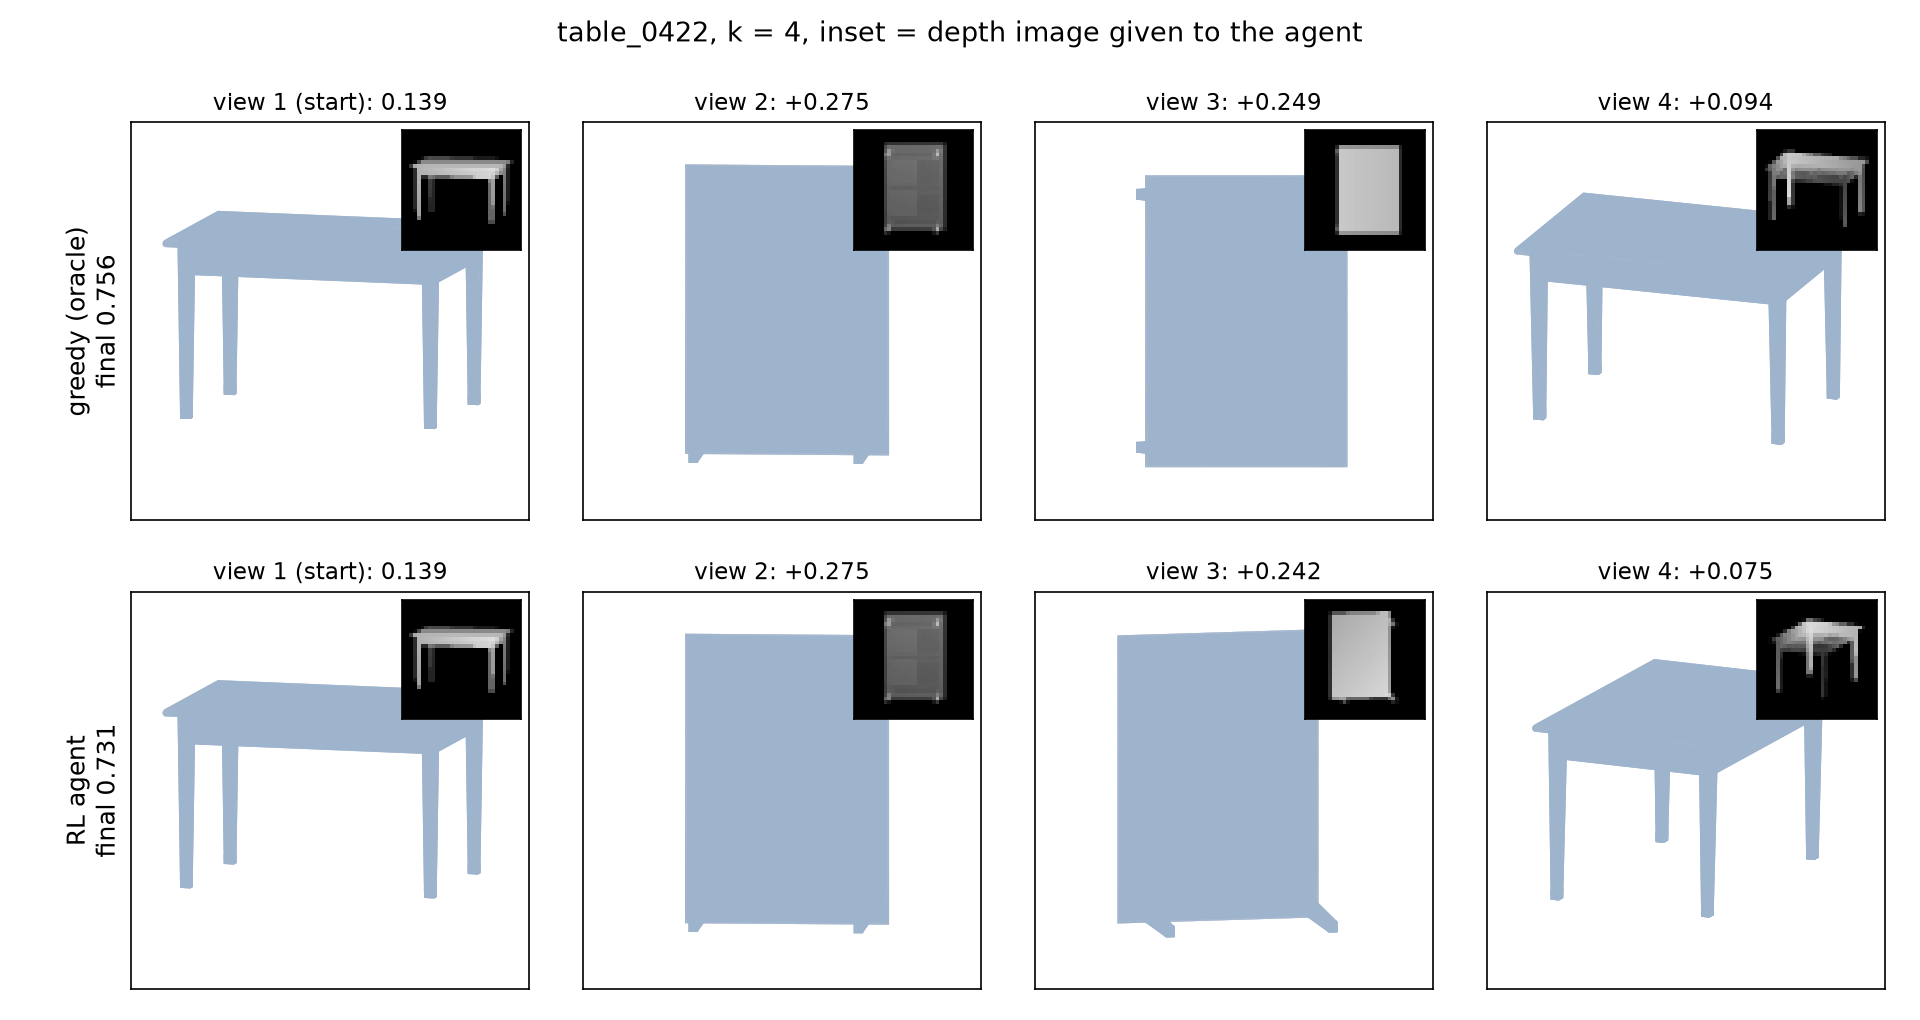 table_0422, k = 4, inset = depth image given to the agent
view 1 (start): 0.139
view 2: +0.275
view 3: +0.249
view 4: +0.094
greedy (oracle)
final 0.756
view 1 (start): 0.139
view 2: +0.275
view 3: +0.242
view 4: +0.075
RL agent
final 0.731